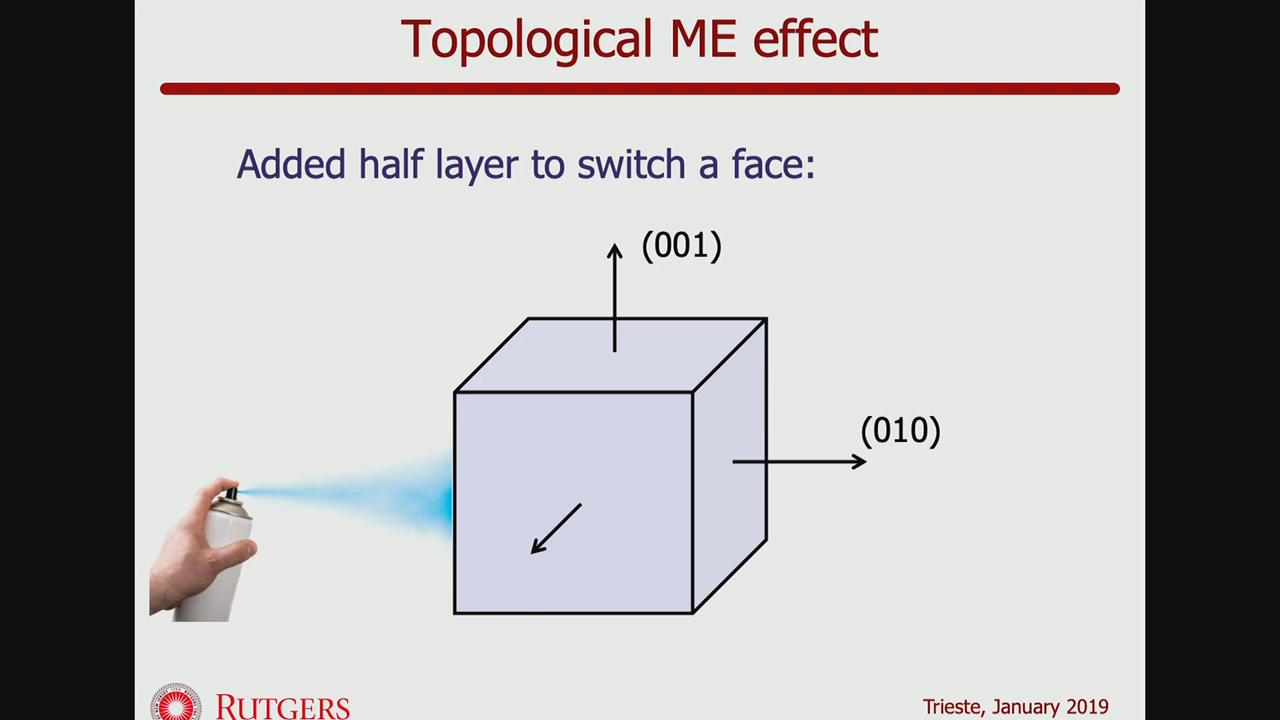 Topological ME effect
Added half layer to switch a face:
(001)
(010)
RUTGERS
Trieste, January 2019